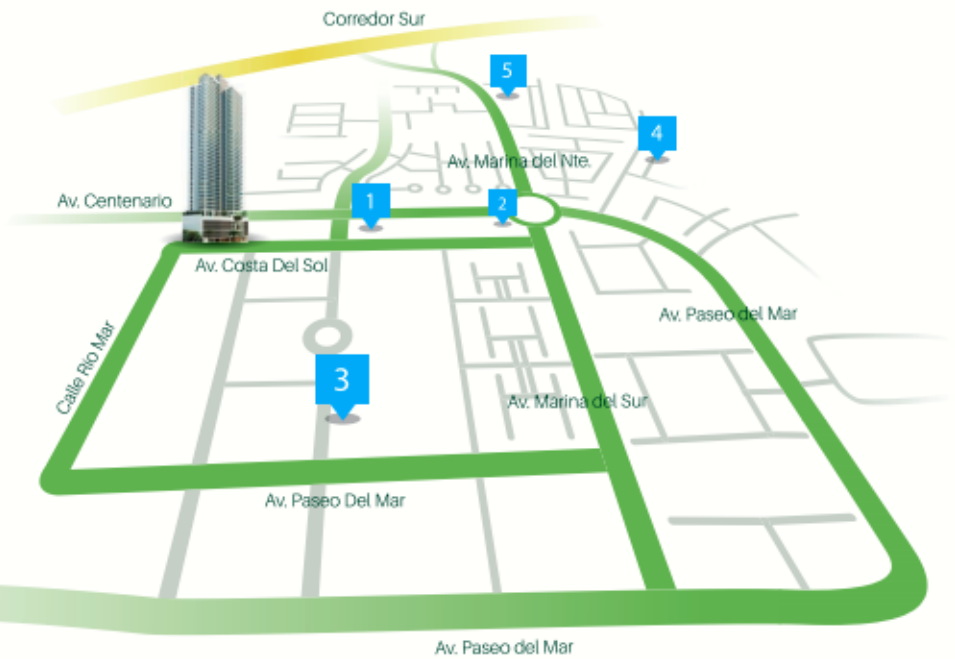 Corredor Sur
5
4
Av. Marina del Nte.
Av. Centenario
1
2
Av. Costa Del Sol
Av. Paseo del Mar
Calle Rio Mar
3
Av. Marina del Sur
Av. Paseo Del Mar
Av. Paseo del Mar